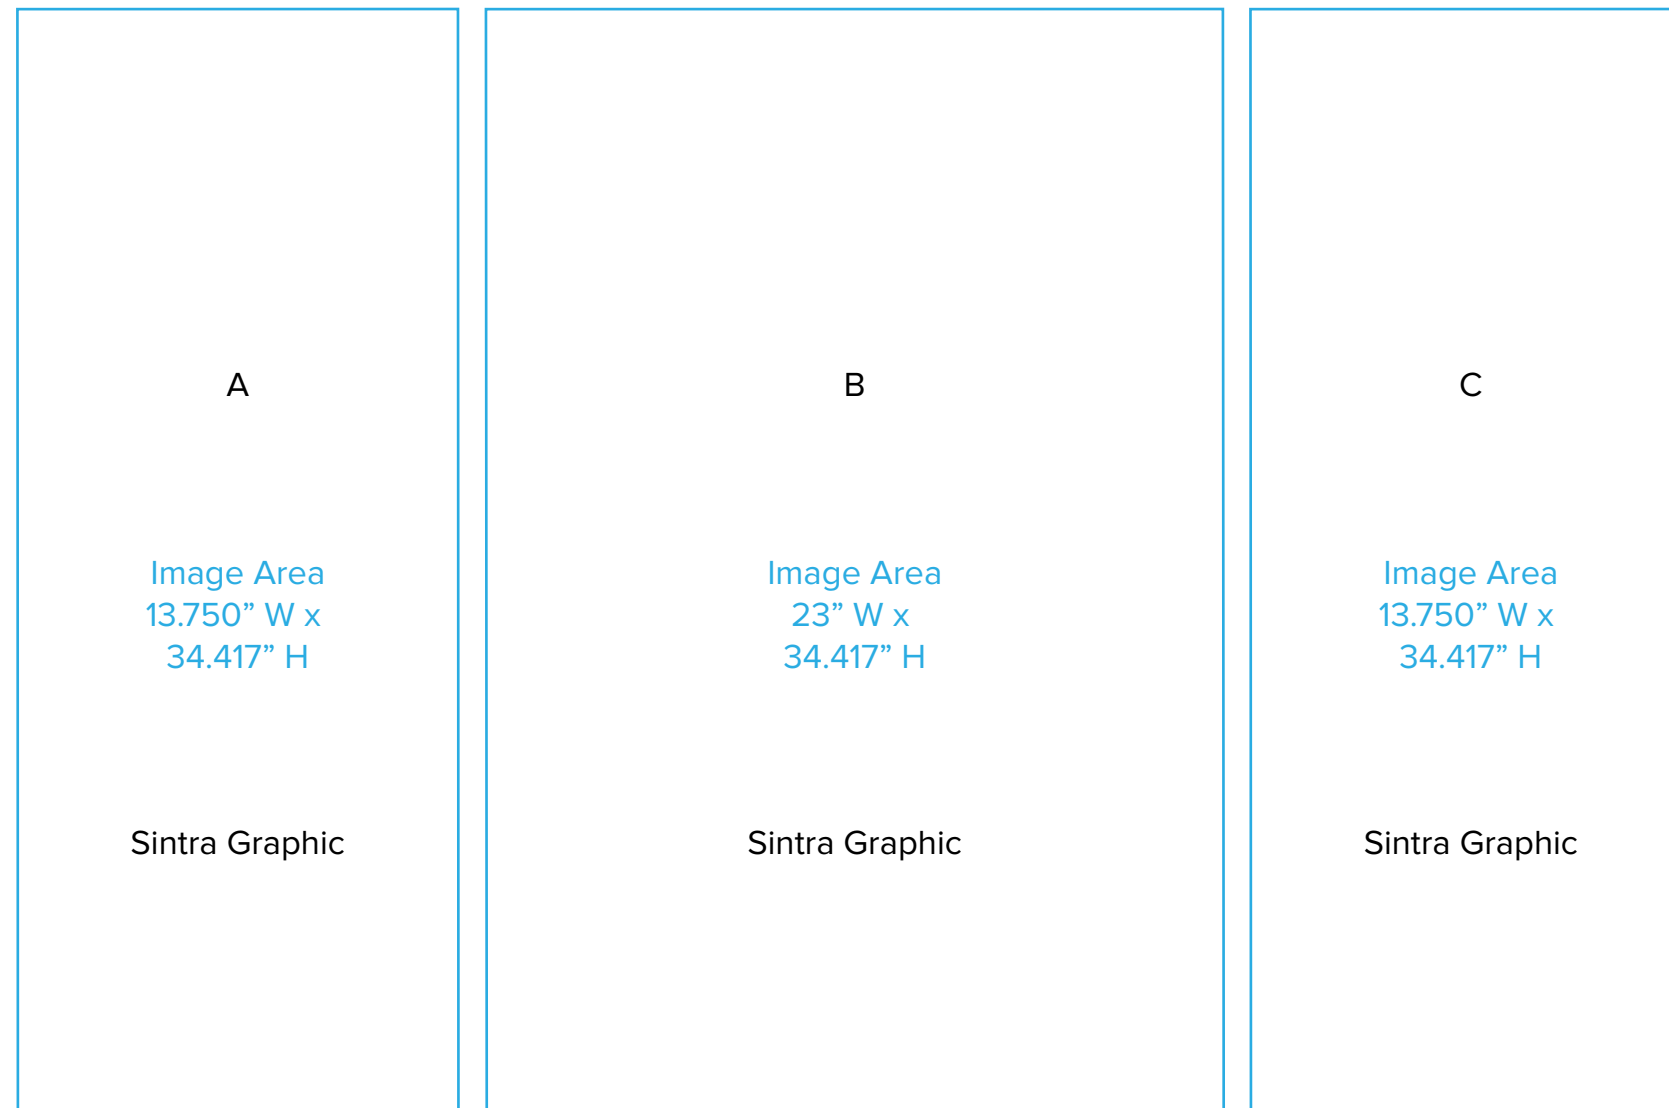 A
Image Area
13.750” W x
34.417” H
Sintra Graphic
B
Image Area
23” W x
34.417” H
Sintra Graphic
C
Image Area
13.750” W x
34.417” H
Sintra Graphic